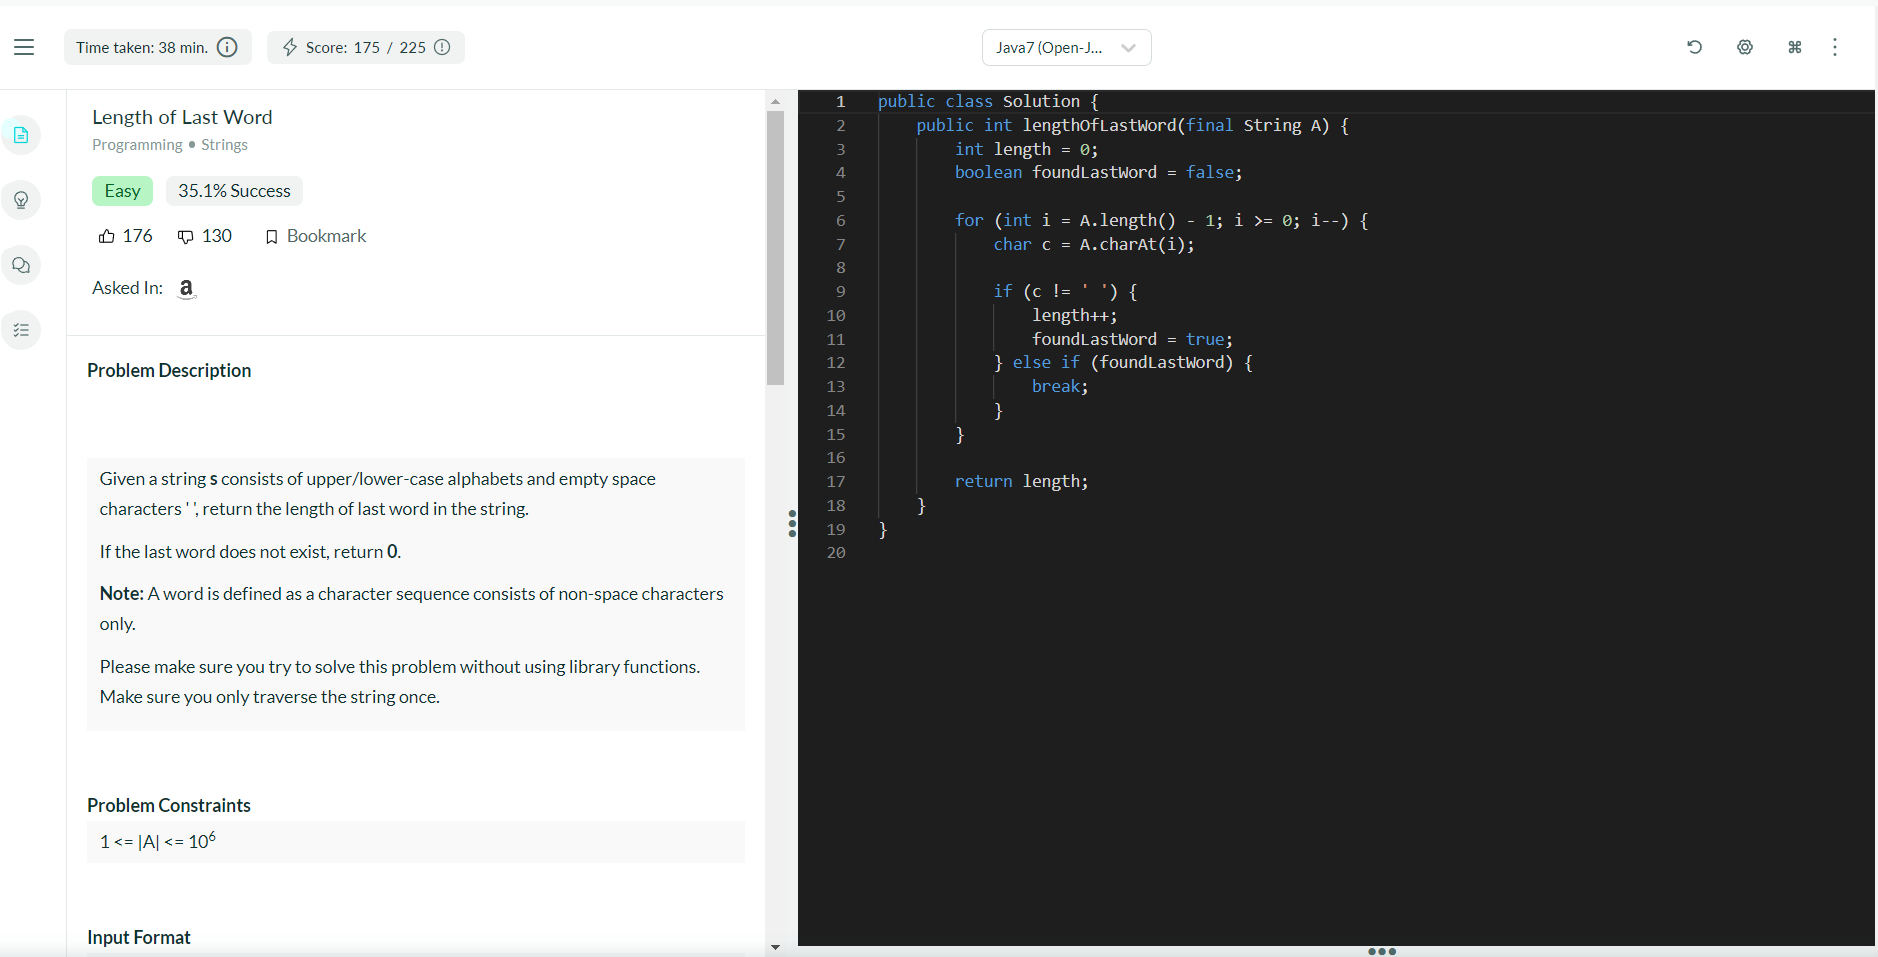 Time taken: 38 min.
Score: 175 / 225
Java7 (Open-J...
Length of Last Word
Programming • Strings
Easy
35.1% Success
176
130
Bookmark
Asked In:
Problem Description
Given a string s consists of upper/lower-case alphabets and empty space
characters ' ', return the length of last word in the string.
If the last word does not exist, return 0.
Note: A word is defined as a character sequence consists of non-space characters
only.
Please make sure you try to solve this problem without using library functions.
Make sure you only traverse the string once.
Problem Constraints
1 <= |A| <= 10⁶
Input Format
1 public class Solution {
2     public int lengthOfLastWord(final String A) {
3         int length = 0;
4         boolean foundLastWord = false;
5
6         for (int i = A.length() - 1; i >= 0; i--) {
7             char c = A.charAt(i);
8
9             if (c != ' ') {
10                 length++;
11                 foundLastWord = true;
12             } else if (foundLastWord) {
13                 break;
14             }
15         }
16
17         return length;
18     }
19 }
20